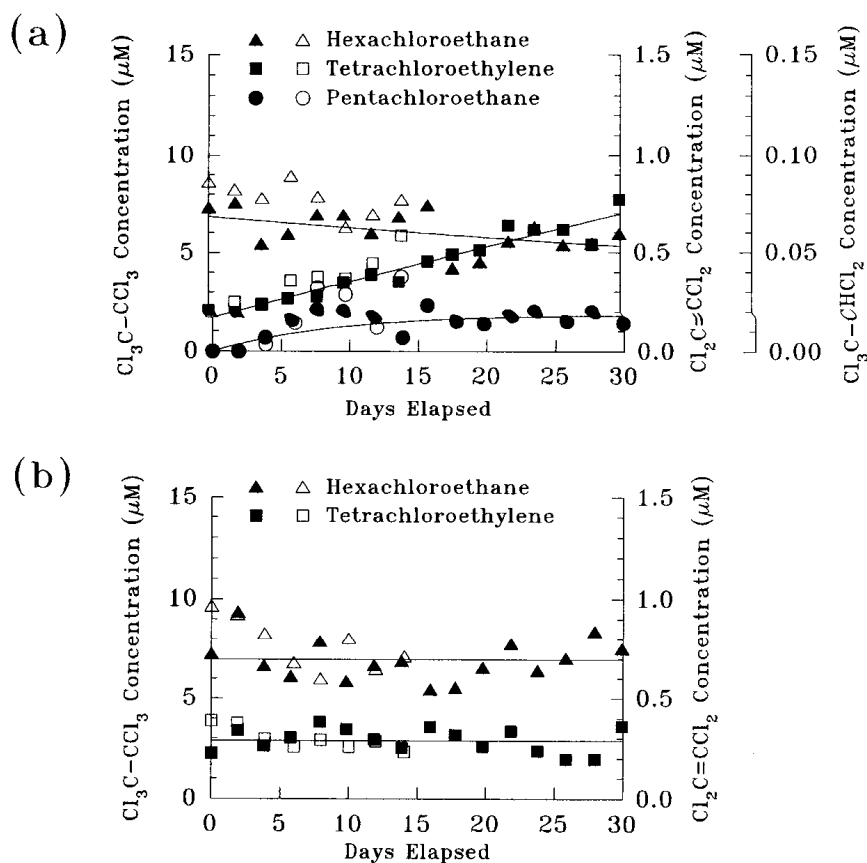 (a)
Cl₃C−CCl₃ Concentration (μM)
15
10
5
0
▲ △ Hexachloroethane
■ □ Tetrachloroethylene
● ○ Pentachloroethane
1.5
1.0
0.5
0.0
Cl₂C=CCl₂ Concentration (μM)
0.15
0.10
0.05
0.00
Cl₃C−CHCl₂ Concentration (μM)
0 5 10 15 20 25 30
Days Elapsed
(b)
Cl₃C−CCl₃ Concentration (μM)
15
10
5
0
▲ △ Hexachloroethane
■ □ Tetrachloroethylene
1.5
1.0
0.5
0.0
Cl₂C=CCl₂ Concentration (μM)
0 5 10 15 20 25 30
Days Elapsed